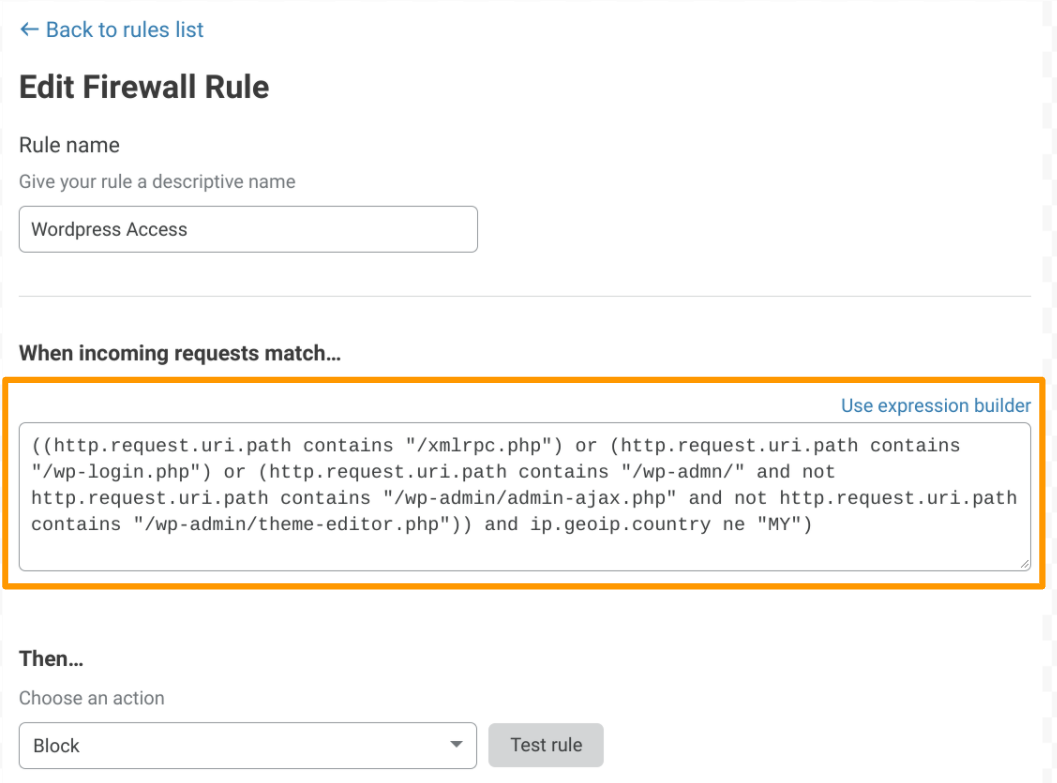 ← Back to rules list
Edit Firewall Rule
Rule name
Give your rule a descriptive name
Wordpress Access
When incoming requests match...
Use expression builder
((http.request.uri.path contains "/xmlrpc.php") or (http.request.uri.path contains
"/wp-login.php") or (http.request.uri.path contains "/wp-admn/" and not
http.request.uri.path contains "/wp-admin/admin-ajax.php" and not http.request.uri.path
contains "/wp-admin/theme-editor.php")) and ip.geoip.country ne "MY")
Then...
Choose an action
Block
Test rule